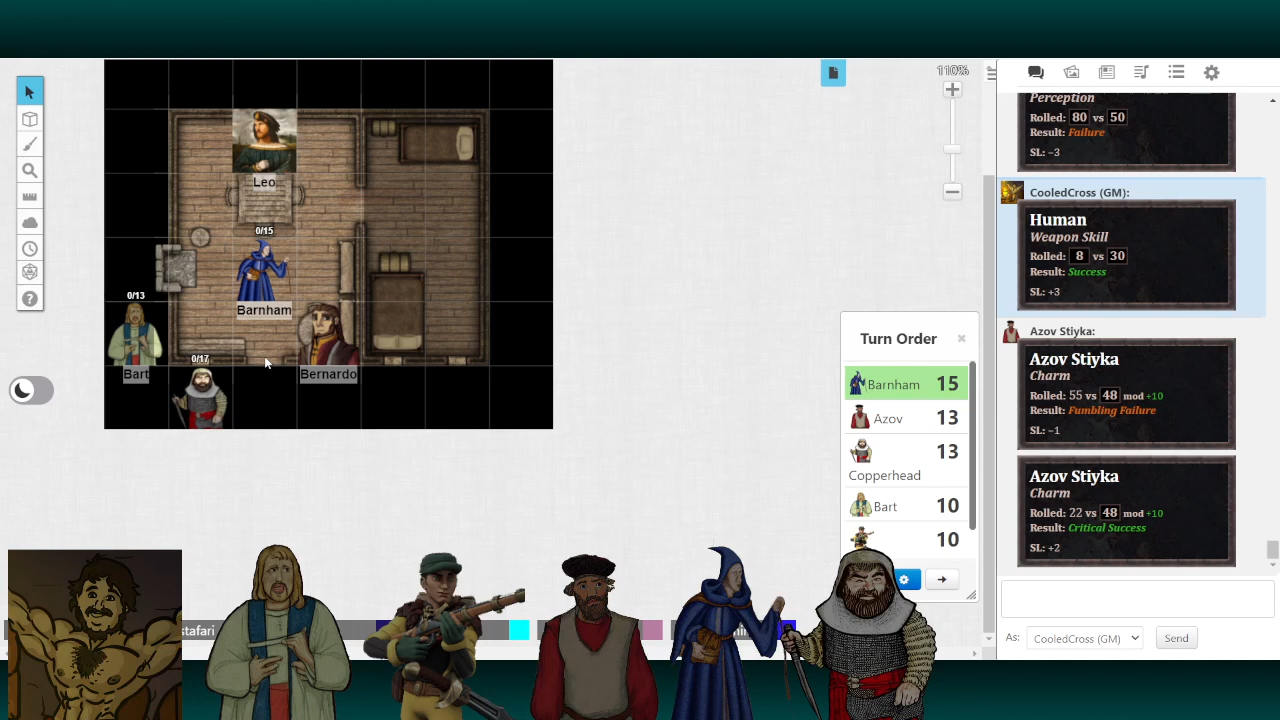 110%
Leo
0/15
Barnham
0/13
Bart
0/17
Bernardo
Turn Order
×
Barnham 15
Azov 13
13
Copperhead
Bart 10
10
Perception
Rolled: 80 vs 50
Result: Failure
SL: −3
CooledCross (GM):
Human
Weapon Skill
Rolled: 8 vs 30
Result: Success
SL: +3
Azov Stiyka:
Azov Stiyka
Charm
Rolled: 55 vs 48 mod +10
Result: Fumbling Failure
SL: −1
Azov Stiyka
Charm
Rolled: 22 vs 48 mod +10
Result: Critical Success
SL: +2
As: CooledCross (GM) Send
stafari